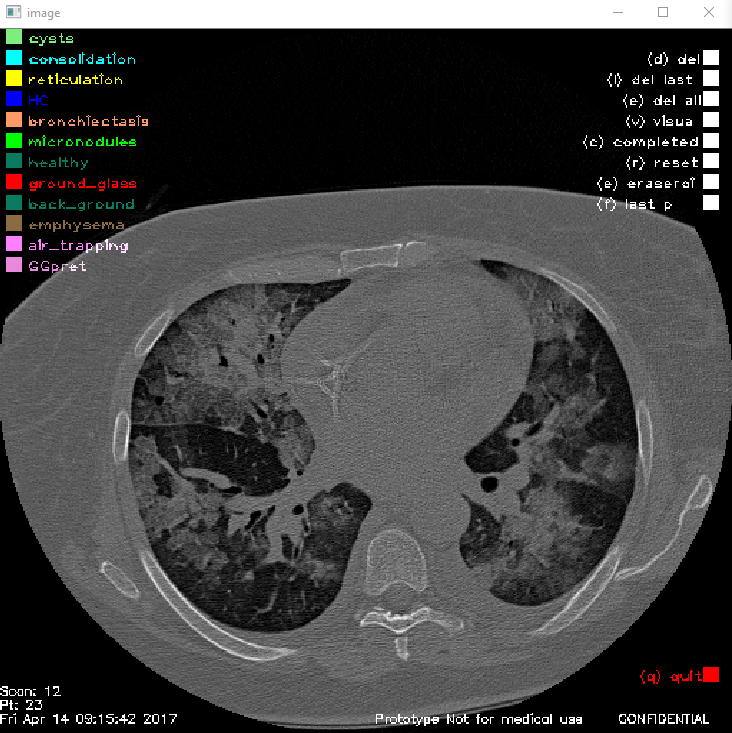 image
cysts
consolidation
(d) del
reticulation
(l) del last
HC
(e) del all
bronchiectasis
(v) visua
micronodules
(c) completed
healthy
(r) reset
ground_glass
(e) eraseroi
back_ground
(f) last p
emphysema
air_trapping
GGpret
(q) quit
Scan: 12
Pt: 23
Fri Apr 14 09:15:42 2017
Prototype Not for medical use
CONFIDENTIAL